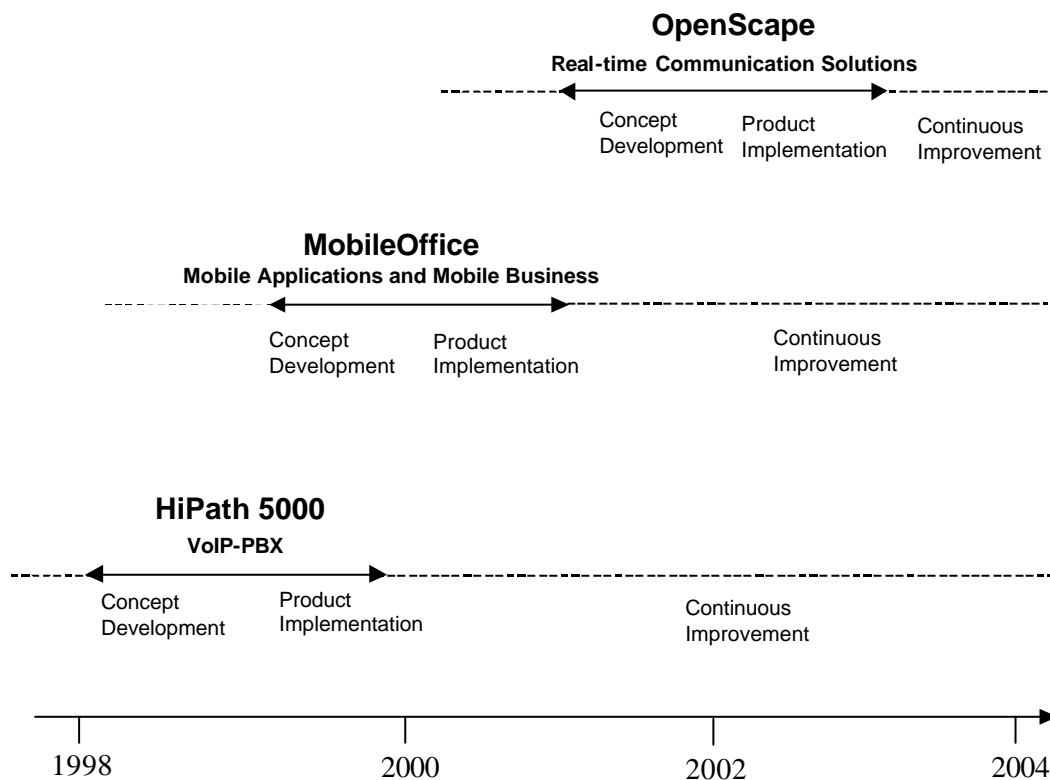 OpenScape
Real-time Communication Solutions
Concept
Development
Product
Implementation
Continuous
Improvement
MobileOffice
Mobile Applications and Mobile Business
Concept
Development
Product
Implementation
Continuous
Improvement
HiPath 5000
VoIP-PBX
Concept
Development
Product
Implementation
Continuous
Improvement
1998
2000
2002
2004